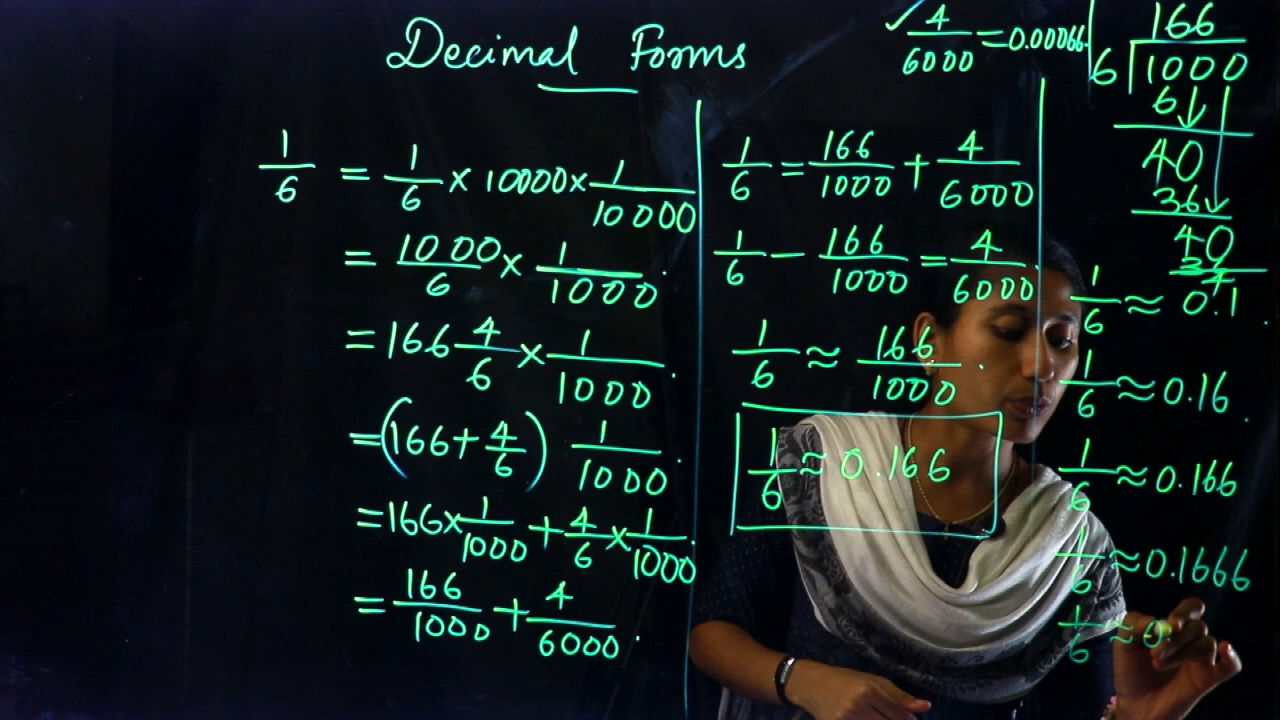 Decimal Forms
1/6 = 1/6 × 10000 × 1/10000
= 1000/6 × 1/1000.
= 166 4/6 × 1/1000.
= (166 + 4/6) 1/1000.
= 166 × 1/1000 + 4/6 × 1/1000.
= 166/1000 + 4/6000.
✓ 4/6000 = 0.00066
1/6 = 166/1000 + 4/6000
1/6 − 166/1000 = 4/6000.
1/6 ≈ 166/1000.
1/6 ≈ 0.166
166
6 1000
6
40
36
40
1/6 ≈ 0.1.
1/6 ≈ 0.16.
1/6 ≈ 0.166
1/6 ≈ 0.1666
1/6 ≈ 0